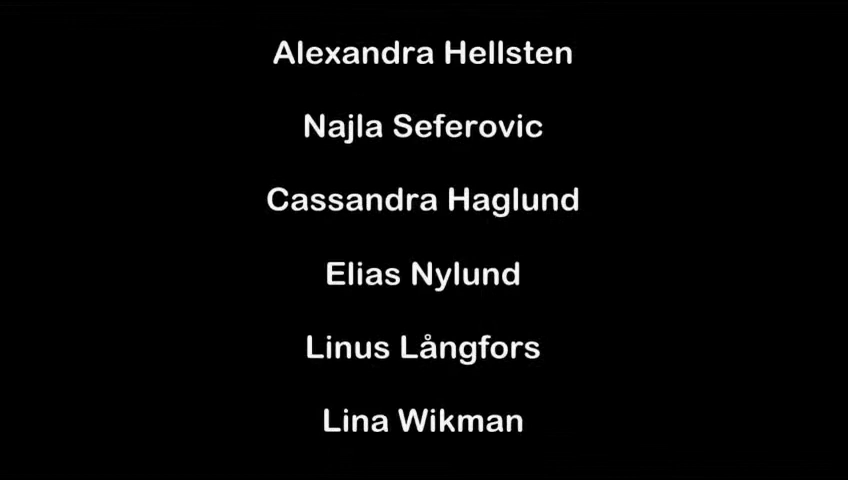 Alexandra Hellsten
Najla Seferovic
Cassandra Haglund
Elias Nylund
Linus Långfors
Lina Wikman